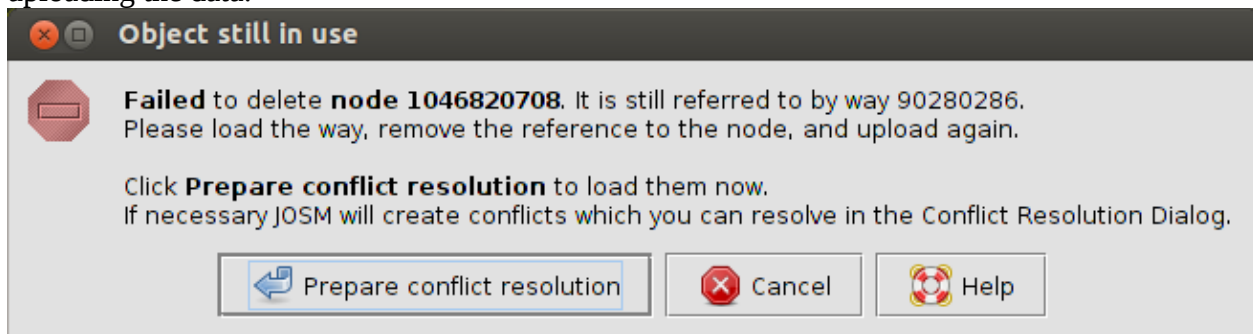 uploading the data.
Object still in use
Failed to delete node 1046820708. It is still referred to by way 90280286.
Please load the way, remove the reference to the node, and upload again.
Click Prepare conflict resolution to load them now.
If necessary JOSM will create conflicts which you can resolve in the Conflict Resolution Dialog.
Prepare conflict resolution
Cancel
Help